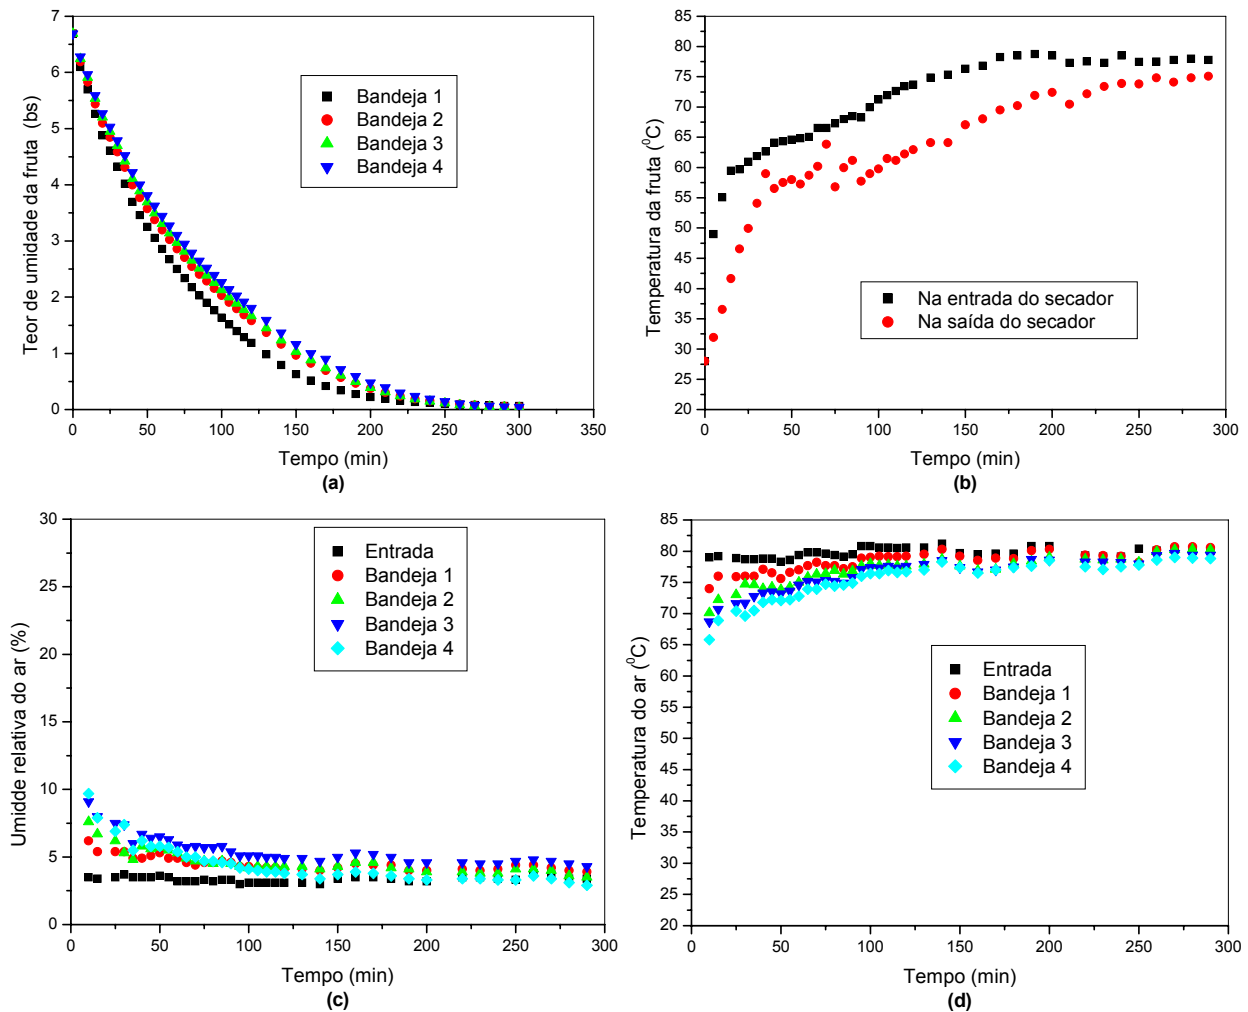 7
6
5
4
3
2
1
0
Teor de umidade da fruta (bs)
Bandeja 1
Bandeja 2
Bandeja 3
Bandeja 4
0 50 100 150 200 250 300 350
Tempo (min)
(a)
85
80
75
70
65
60
55
50
45
40
35
30
25
20
Temperatura da fruta (⁰C)
Na entrada do secador
Na saída do secador
0 50 100 150 200 250 300
Tempo (min)
(b)
30
25
20
15
10
5
0
Umidde relativa do ar (%)
Entrada
Bandeja 1
Bandeja 2
Bandeja 3
Bandeja 4
0 50 100 150 200 250 300
Tempo (min)
(c)
85
80
75
70
65
60
55
50
45
40
35
30
25
20
Temperatura do ar (⁰C)
Entrada
Bandeja 1
Bandeja 2
Bandeja 3
Bandeja 4
0 50 100 150 200 250 300
Tempo (min)
(d)